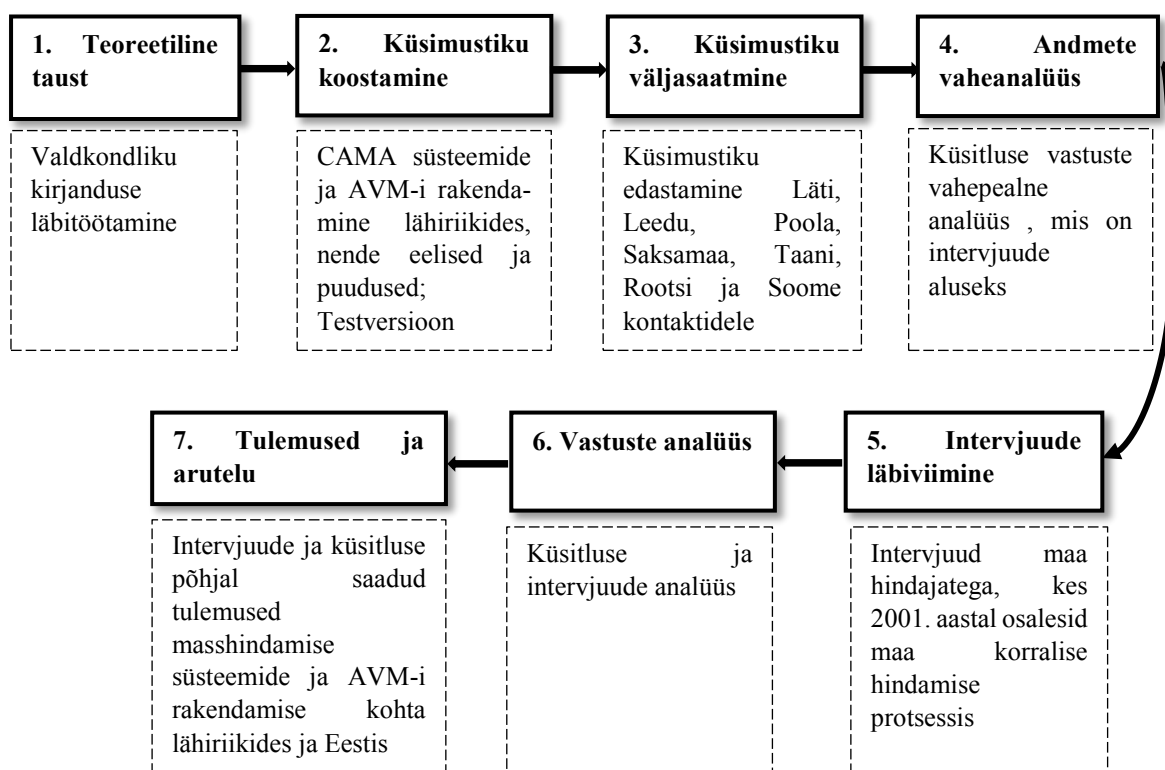 1. Teoreetiline
taust
Valdkondliku
kirjanduse
läbitöötamine
2. Küsimustiku
koostamine
CAMA süsteemide
ja AVM-i rakenda-
mine lähiriikides,
nende eelised ja
puudused;
Testversioon
3. Küsimustiku
väljasaatmine
Küsimustiku
edastamine Läti,
Leedu, Poola,
Saksamaa, Taani,
Rootsi ja Soome
kontaktidele
4. Andmete
vaheanalüüs
Küsitluse vastuste
vahepealne
analüüs , mis on
intervjuude
aluseks
5. Intervjuude
läbiviimine
Intervjuud maa
hindajatega, kes
2001. aastal osalesid
maa korralise
hindamise
protsessis
6. Vastuste analüüs
Küsitluse ja
intervjuude analüüs
7. Tulemused ja
arutelu
Intervjuude ja küsitluse
põhjal saadud
tulemused
masshindamise
süsteemide ja AVM-i
rakendamise kohta
lähiriikides ja Eestis